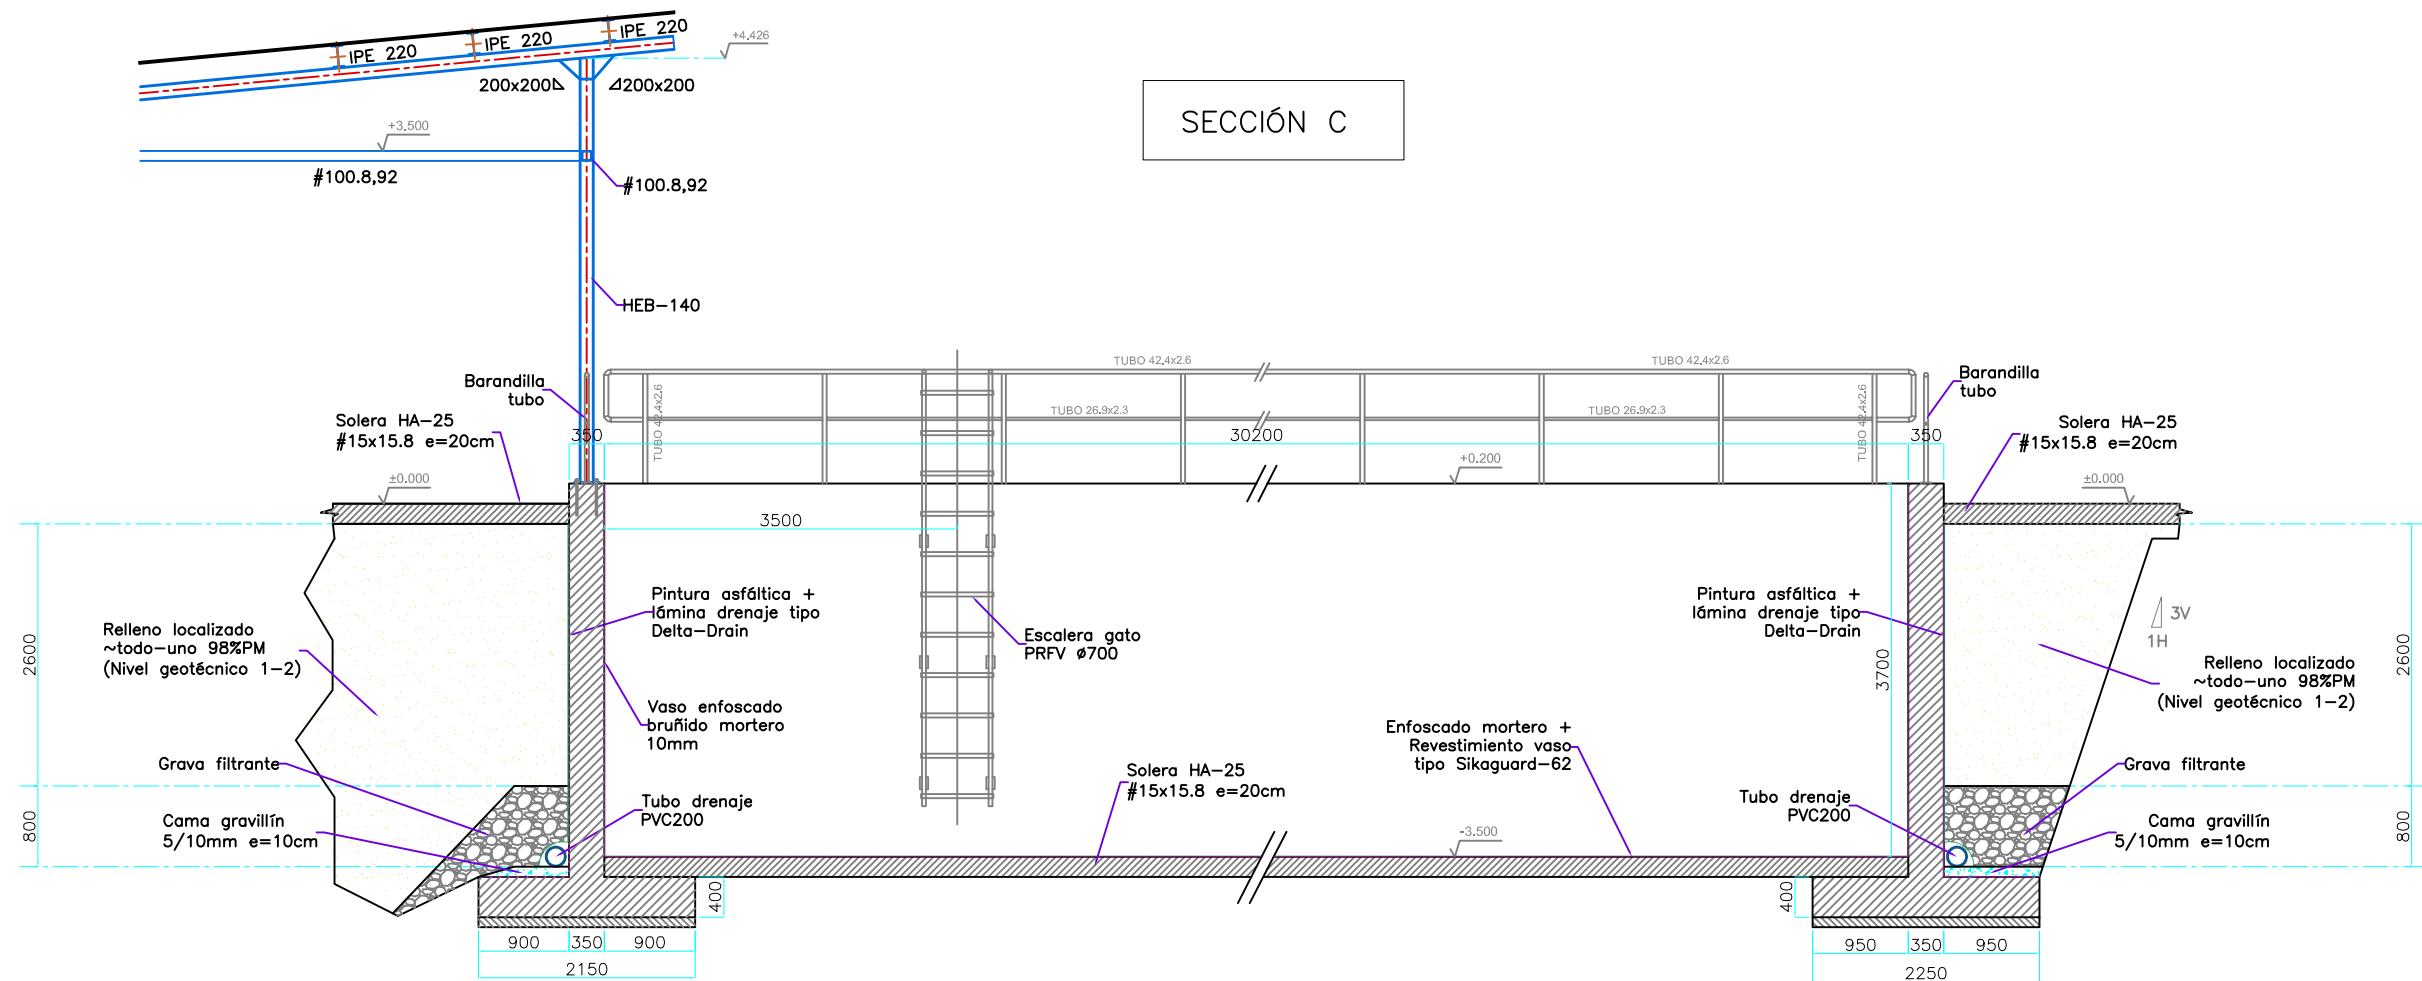 IPE 220
IPE 220
IPE 220
+4.426
200x200
200x200
SECCIÓN C
+3.500
#100.8,92
#100.8,92
HEB-140
TUBO 42.4x2.6
TUBO 42.4x2.6
Barandilla
tubo
Barandilla
tubo
TUBO 42.4x2.6
TUBO 26.9x2.3
TUBO 26.9x2.3
TUBO 42.4x2.6
Solera HA-25
#15x15.8 e=20cm
Solera HA-25
#15x15.8 e=20cm
350
30200
350
±0.000
+0.200
±0.000
3500
Pintura asfáltica +
lámina drenaje tipo
Delta-Drain
Pintura asfáltica +
lámina drenaje tipo
Delta-Drain
3V
1H
Relleno localizado
~todo-uno 98%PM
(Nivel geotécnico 1-2)
Escalera gato
PRFV ø700
2600
3700
2600
Relleno localizado
~todo-uno 98%PM
(Nivel geotécnico 1-2)
Vaso enfoscado
bruñido mortero
10mm
Enfoscado mortero +
Revestimiento vaso
tipo Sikaguard-62
Grava filtrante
Solera HA-25
#15x15.8 e=20cm
Grava filtrante
Tubo drenaje
PVC200
Tubo drenaje
PVC200
800
Cama gravillín
5/10mm e=10cm
-3.500
Cama gravillín
5/10mm e=10cm
800
400
400
900
350
900
2150
950
350
950
2250